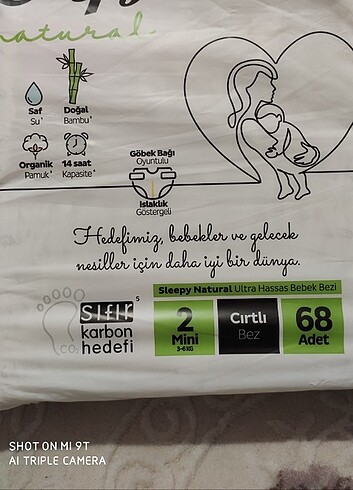 natural
Saf
Su
Doğal
Bambu
Organik
Pamuk
14 saat
Kapasite
Göbek Bağı
Oyuntulu
Islaklık
Göstergeli
Hedefimiz, bebekler ve gelecek
nesiller için daha iyi bir dünya.
Sleepy Natural Ultra Hassas Bebek Bezi
sıfır 5
karbon
hedefi
CO2
2
Mini
3-6 KG
Cırtlı
Bez
68
Adet
SHOT ON MI 9T
AI TRIPLE CAMERA